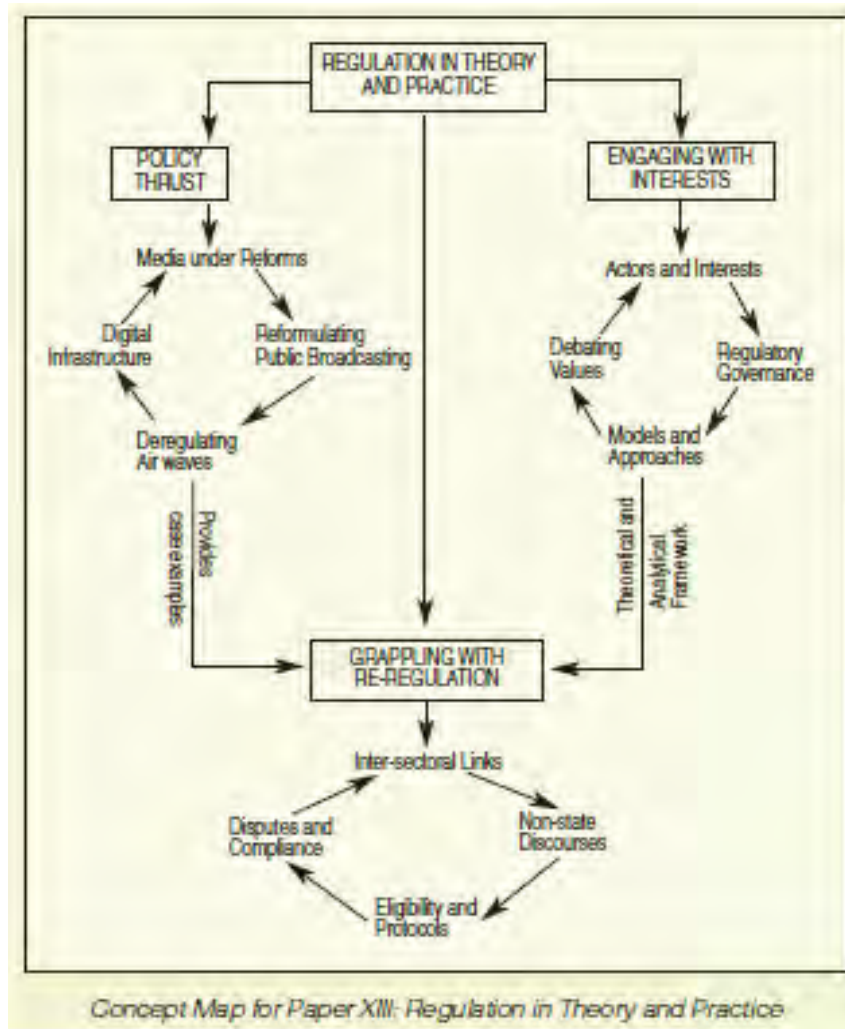 REGULATION IN THEORY
AND PRACTICE
POLICY
THRUST
ENGAGING WITH
INTERESTS
Media under Reforms
Actors and Interests
Digital
Infrastructure
Reformulating
Public Broadcasting
Debating
Values
Regulatory
Governance
Deregulating
Air waves
Models and
Approaches
Provides
case examples
Theoretical and
Analytical
Framework
GRAPPLING WITH
RE-REGULATION
Inter-sectoral Links
Disputes and
Compliance
Non-state
Discourses
Eligibility and
Protocols
Concept Map for Paper XIII: Regulation in Theory and Practice